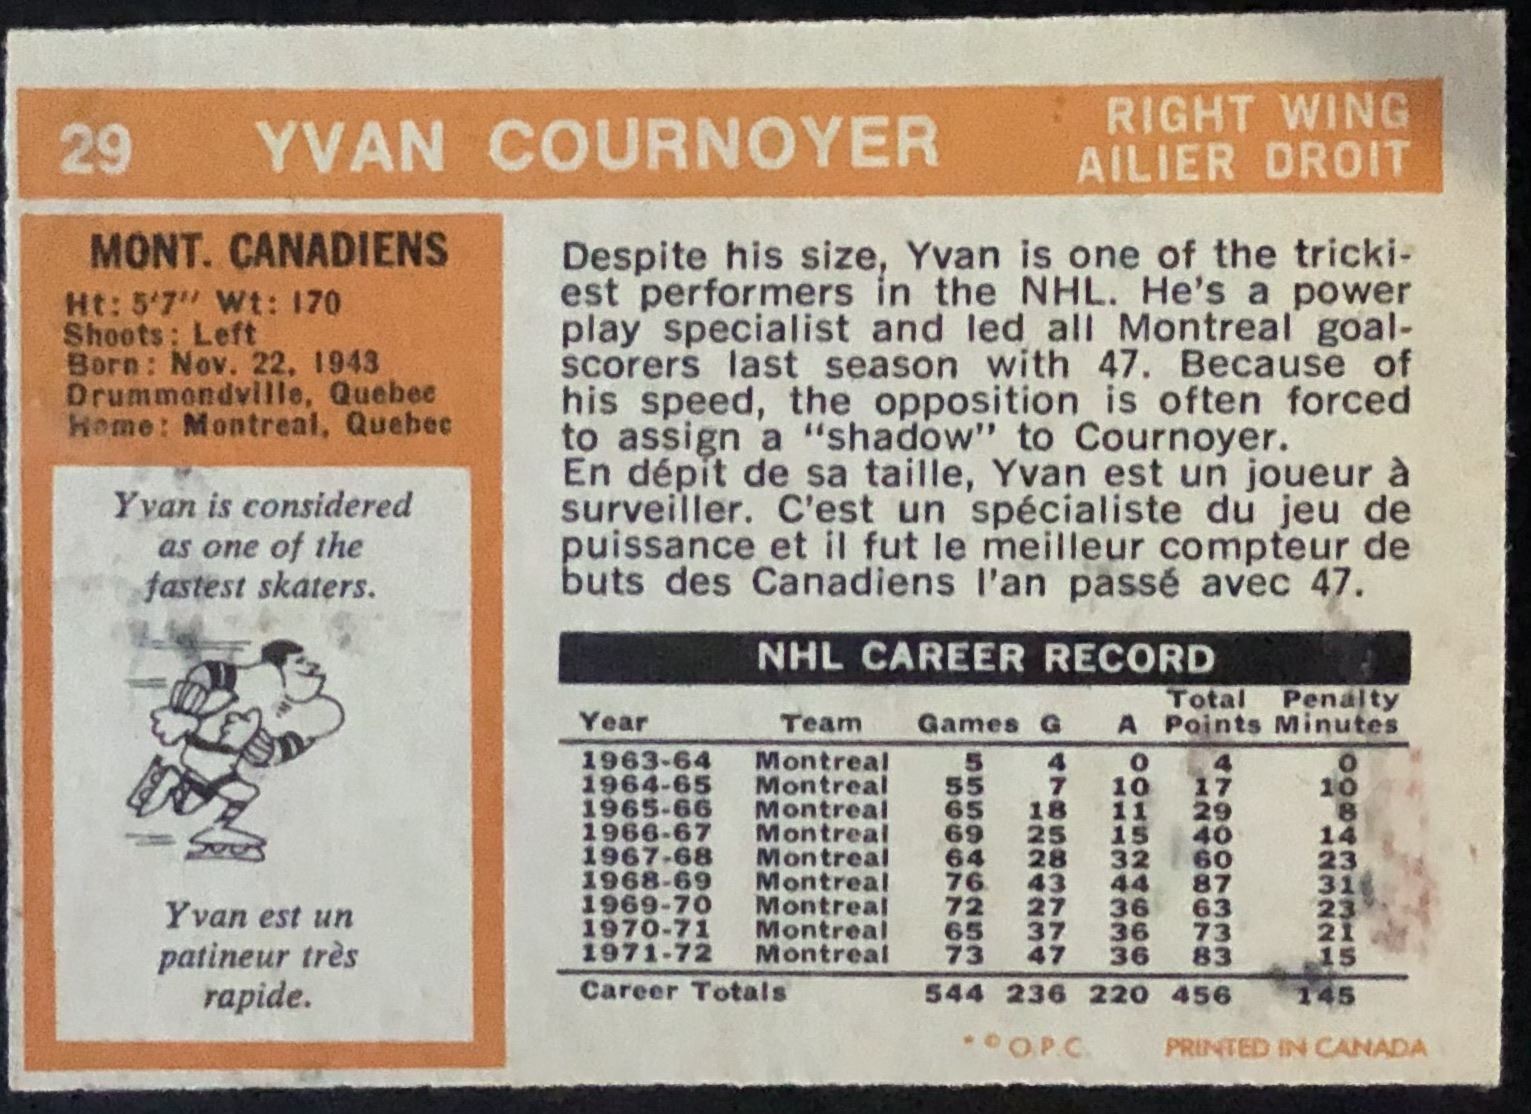 29 YVAN COURNOYER RIGHT WING
AILIER DROIT
MONT. CANADIENS
Ht: 5'7" Wt: 170
Shoots: Left
Born: Nov. 22, 1943
Drummondville, Quebec
Home: Montreal, Quebec
Yvan is considered
as one of the
fastest skaters.
Yvan est un
patineur très
rapide.
Despite his size, Yvan is one of the tricki-
est performers in the NHL. He's a power
play specialist and led all Montreal goal-
scorers last season with 47. Because of
his speed, the opposition is often forced
to assign a "shadow" to Cournoyer.
En dépit de sa taille, Yvan est un joueur à
surveiller. C'est un spécialiste du jeu de
puissance et il fut le meilleur compteur de
buts des Canadiens l'an passé avec 47.
NHL CAREER RECORD
Total Penalty
Year Team Games G A Points Minutes
1963-64 Montreal 5 4 0 4 0
1964-65 Montreal 55 7 10 17 10
1965-66 Montreal 65 18 11 29 8
1966-67 Montreal 69 25 15 40 14
1967-68 Montreal 64 28 32 60 23
1968-69 Montreal 76 43 44 87 31
1969-70 Montreal 72 27 36 63 23
1970-71 Montreal 65 37 36 73 21
1971-72 Montreal 73 47 36 83 15
Career Totals 544 236 220 456 145
* © O.P.C. PRINTED IN CANADA